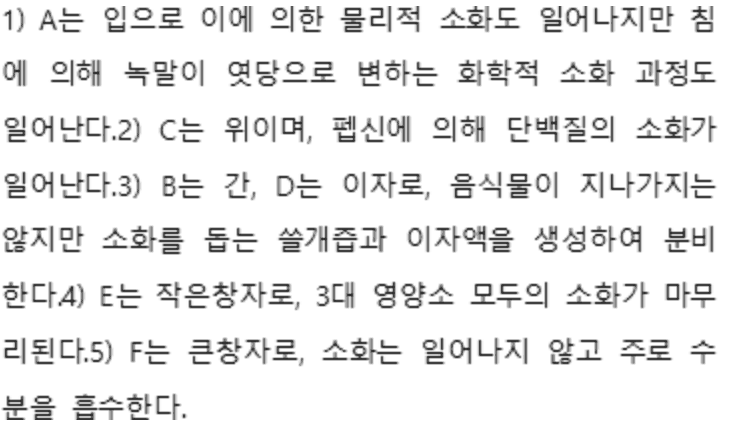 1) A는 입으로 이에 의한 물리적 소화도 일어나지만 침
에 의해 녹말이 엿당으로 변하는 화학적 소화 과정도
일어난다.2) C는 위이며, 펩신에 의해 단백질의 소화가
일어난다.3) B는 간, D는 이자로, 음식물이 지나가지는
않지만 소화를 돕는 쓸개즙과 이자액을 생성하여 분비
한다.4) E는 작은창자로, 3대 영양소 모두의 소화가 마무
리된다.5) F는 큰창자로, 소화는 일어나지 않고 주로 수
분을 흡수한다.